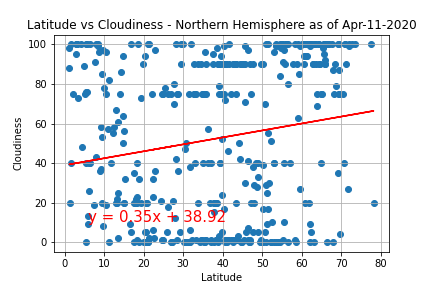 Latitude vs Cloudiness - Northern Hemisphere as of Apr-11-2020
100
80
60
40
20
0
Cloudiness
y = 0.35x + 38.92
0 10 20 30 40 50 60 70 80
Latitude